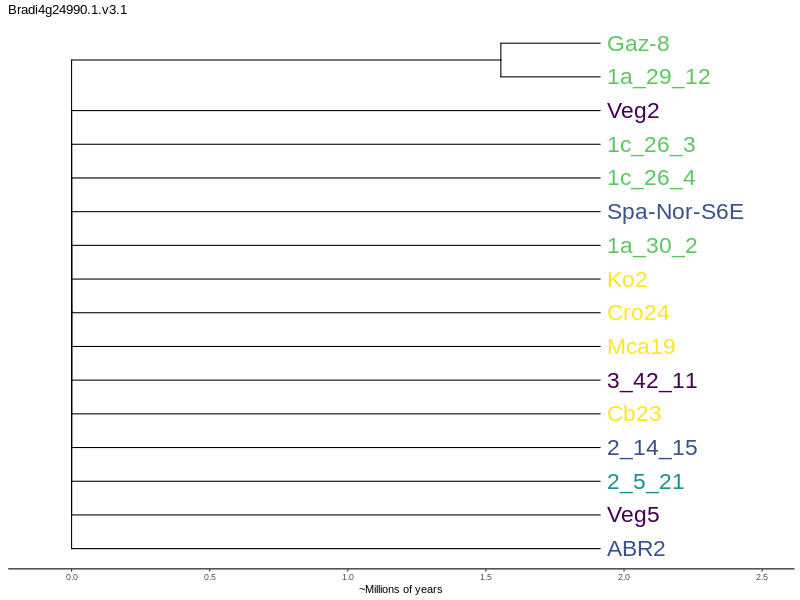 Bradi4g24990.1.v3.1
Gaz-8
1a_29_12
Veg2
1c_26_3
1c_26_4
Spa-Nor-S6E
1a_30_2
Ko2
Cro24
Mca19
3_42_11
Cb23
2_14_15
2_5_21
Veg5
ABR2
0.0 0.5 1.0 1.5 2.0 2.5
~Millions of years